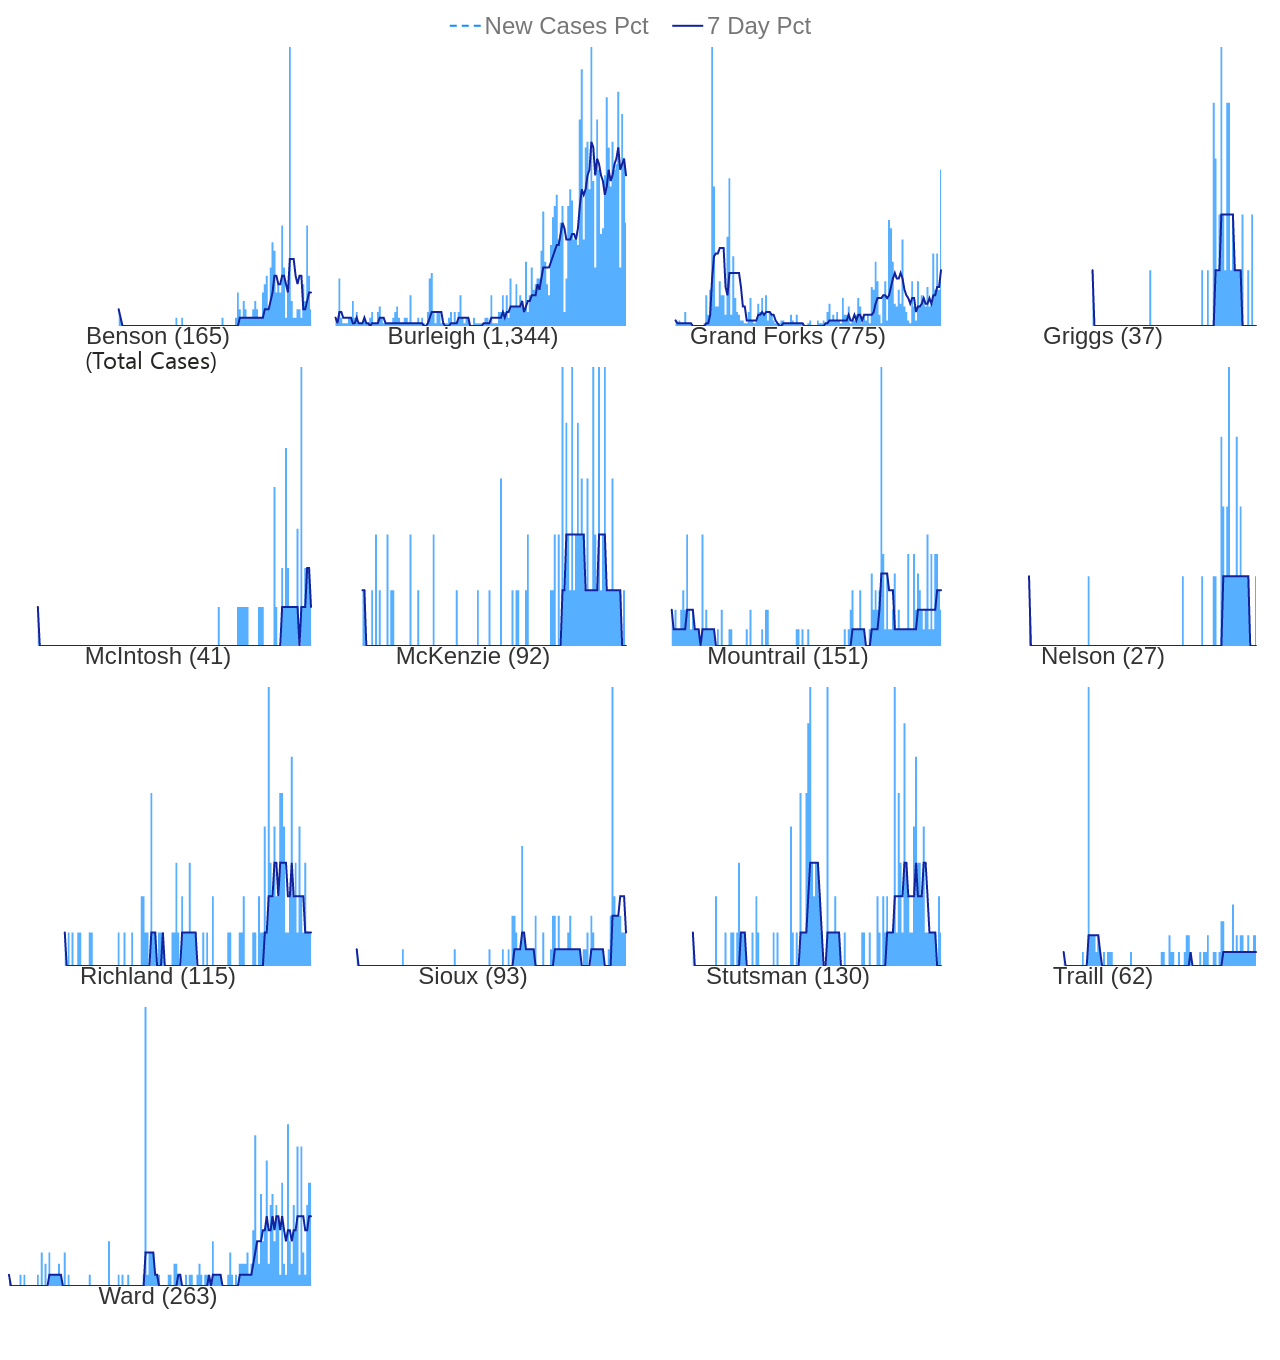 New Cases Pct 7 Day Pct
Benson (165) Burleigh (1,344) Grand Forks (775) Griggs (37)
(Total Cases)
McIntosh (41) McKenzie (92) Mountrail (151) Nelson (27)
Richland (115) Sioux (93) Stutsman (130) Traill (62)
Ward (263)